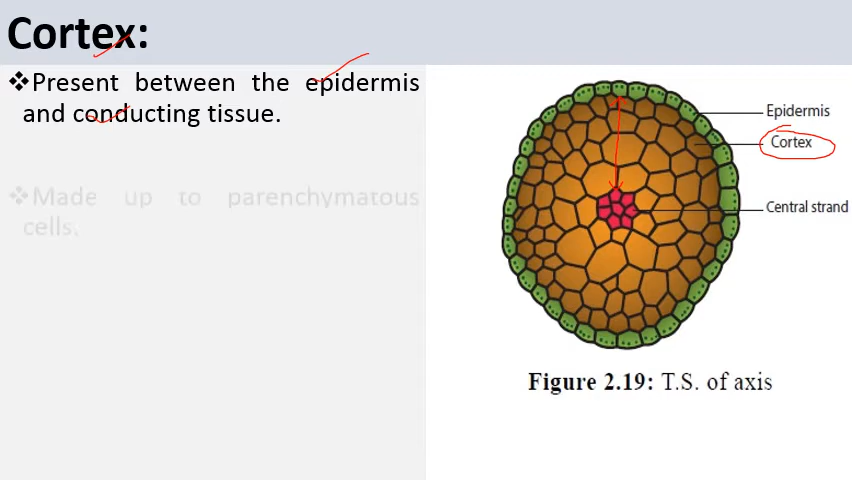 Cortex:
❖Present between the epidermis
and conducting tissue.
❖Made up to parenchymatous
cells.
Epidermis
Cortex
Central strand
Figure 2.19: T.S. of axis